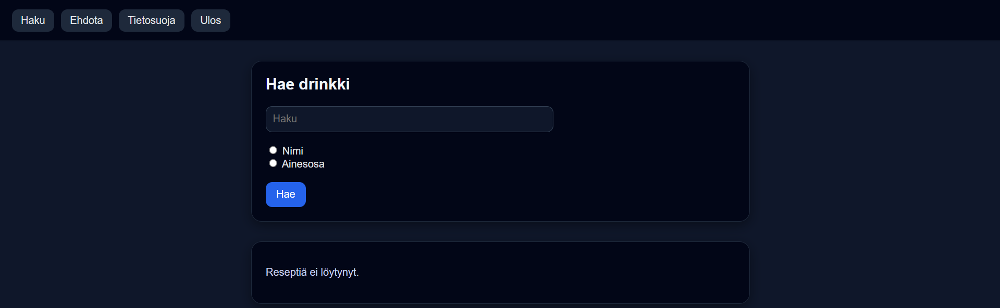 Haku Ehdota Tietosuoja Ulos
Hae drinkki
Haku
Nimi
Ainesosa
Hae
Reseptiä ei löytynyt.